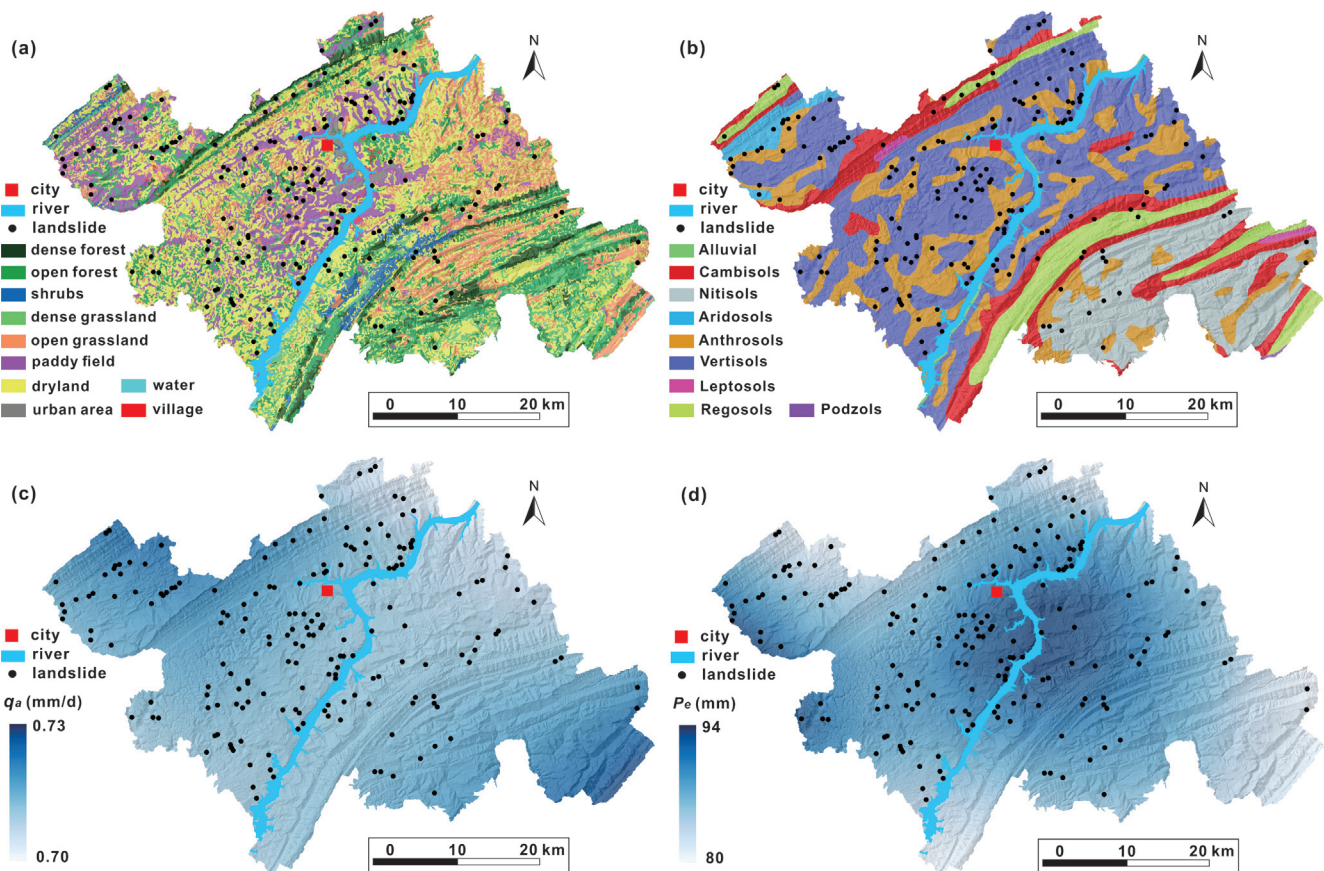 (a)
N
city
river
landslide
dense forest
open forest
shrubs
dense grassland
open grassland
paddy field
dryland water
urban area village
0 10 20 km
(b)
N
city
river
landslide
Alluvial
Cambisols
Nitisols
Aridosols
Anthrosols
Vertisols
Leptosols
Regosols Podzols
0 10 20 km
(c)
N
city
river
landslide
qa (mm/d)
0.73
0.70
0 10 20 km
(d)
N
city
river
landslide
Pe (mm)
94
80
0 10 20 km